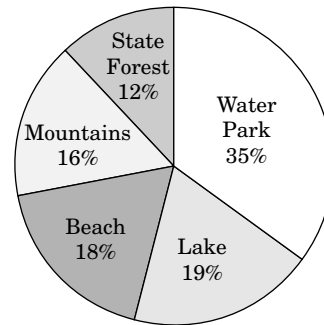 State
Forest
12%
Water
Park
35%
Mountains
16%
Beach
18%
Lake
19%